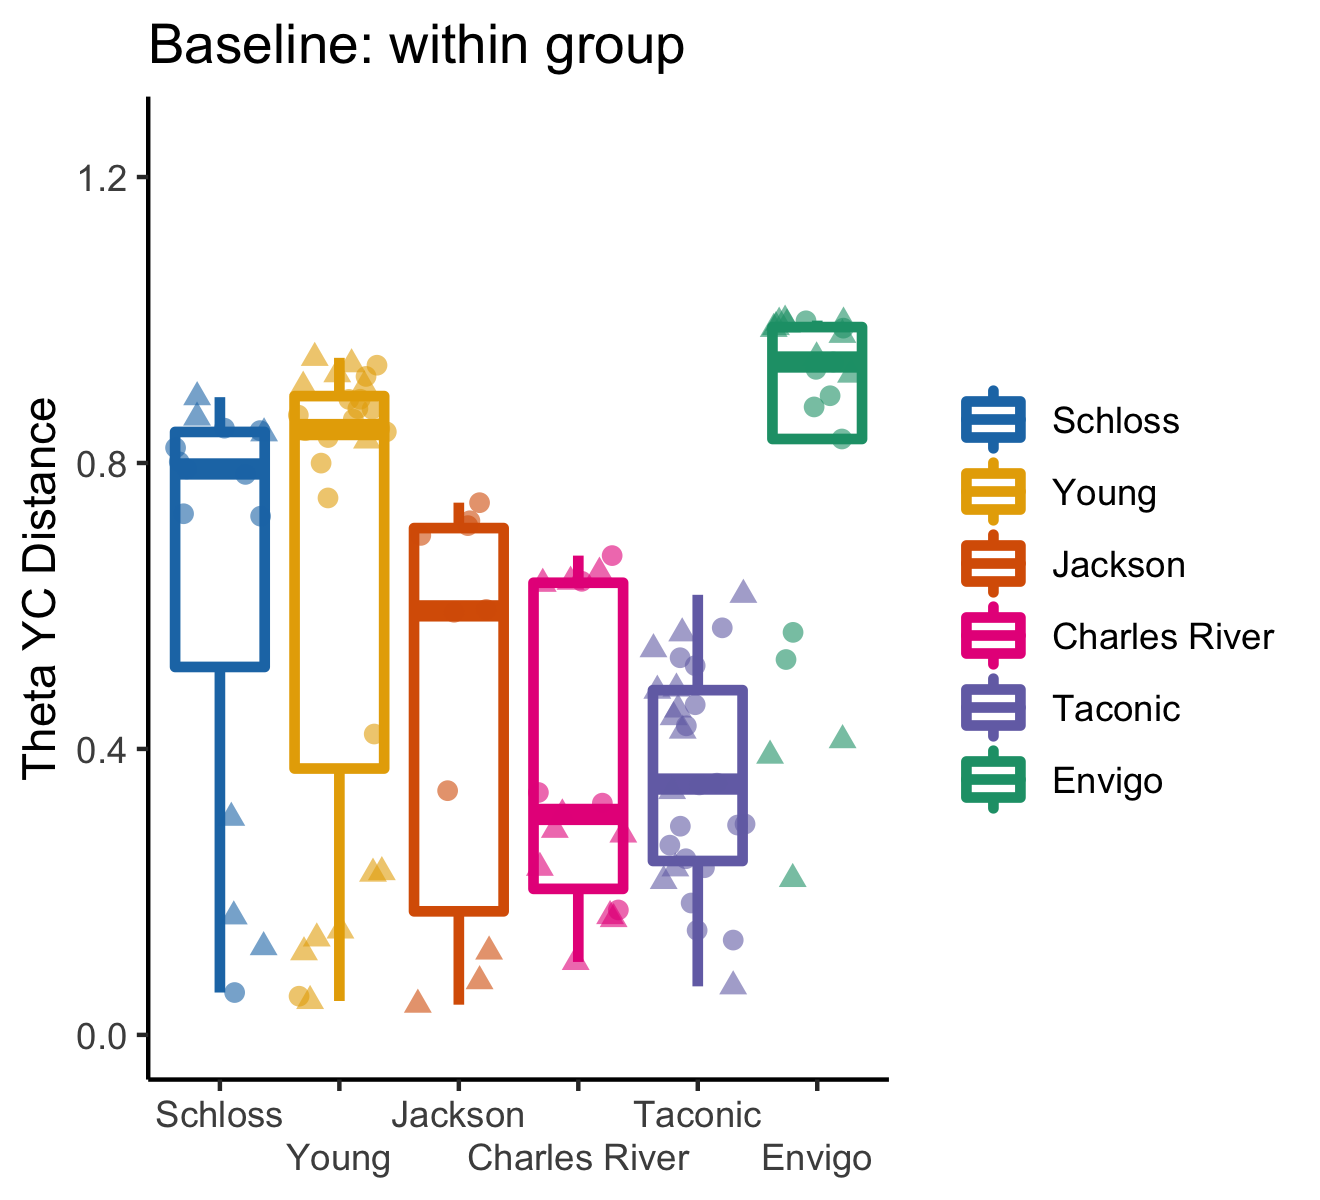 Baseline: within group
Theta YC Distance
1.2
0.8
0.4
0.0
Schloss
Young
Jackson
Charles River
Taconic
Envigo
Schloss
Young
Jackson
Charles River
Taconic
Envigo